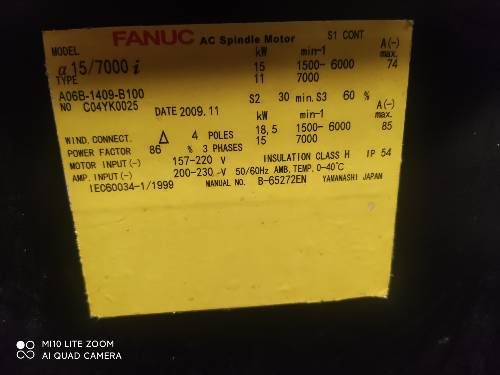 FANUC AC Spindle Motor S1 CONT
MODEL kW min-1 A(~) max.
α 15/7000 i 15 1500- 6000 74
TYPE 11 7000
A06B-1409-B100
NO C04YK0025 DATE 2009.11 S2 30 min. S3 60 %
kW min-1 A(~) max.
WIND. CONNECT. Δ 4 POLES 18,5 1500- 6000 85
POWER FACTOR 86 % 3 PHASES 15 7000
MOTOR INPUT(~) 157-220 V INSULATION CLASS H IP 54
AMP. INPUT(~) 200-230 V 50/60Hz AMB. TEMP. 0-40℃
IEC60034-1/1999 MANUAL NO. B-65272EN YAMANASHI JAPAN
MI 10 LITE ZOOM
AI QUAD CAMERA